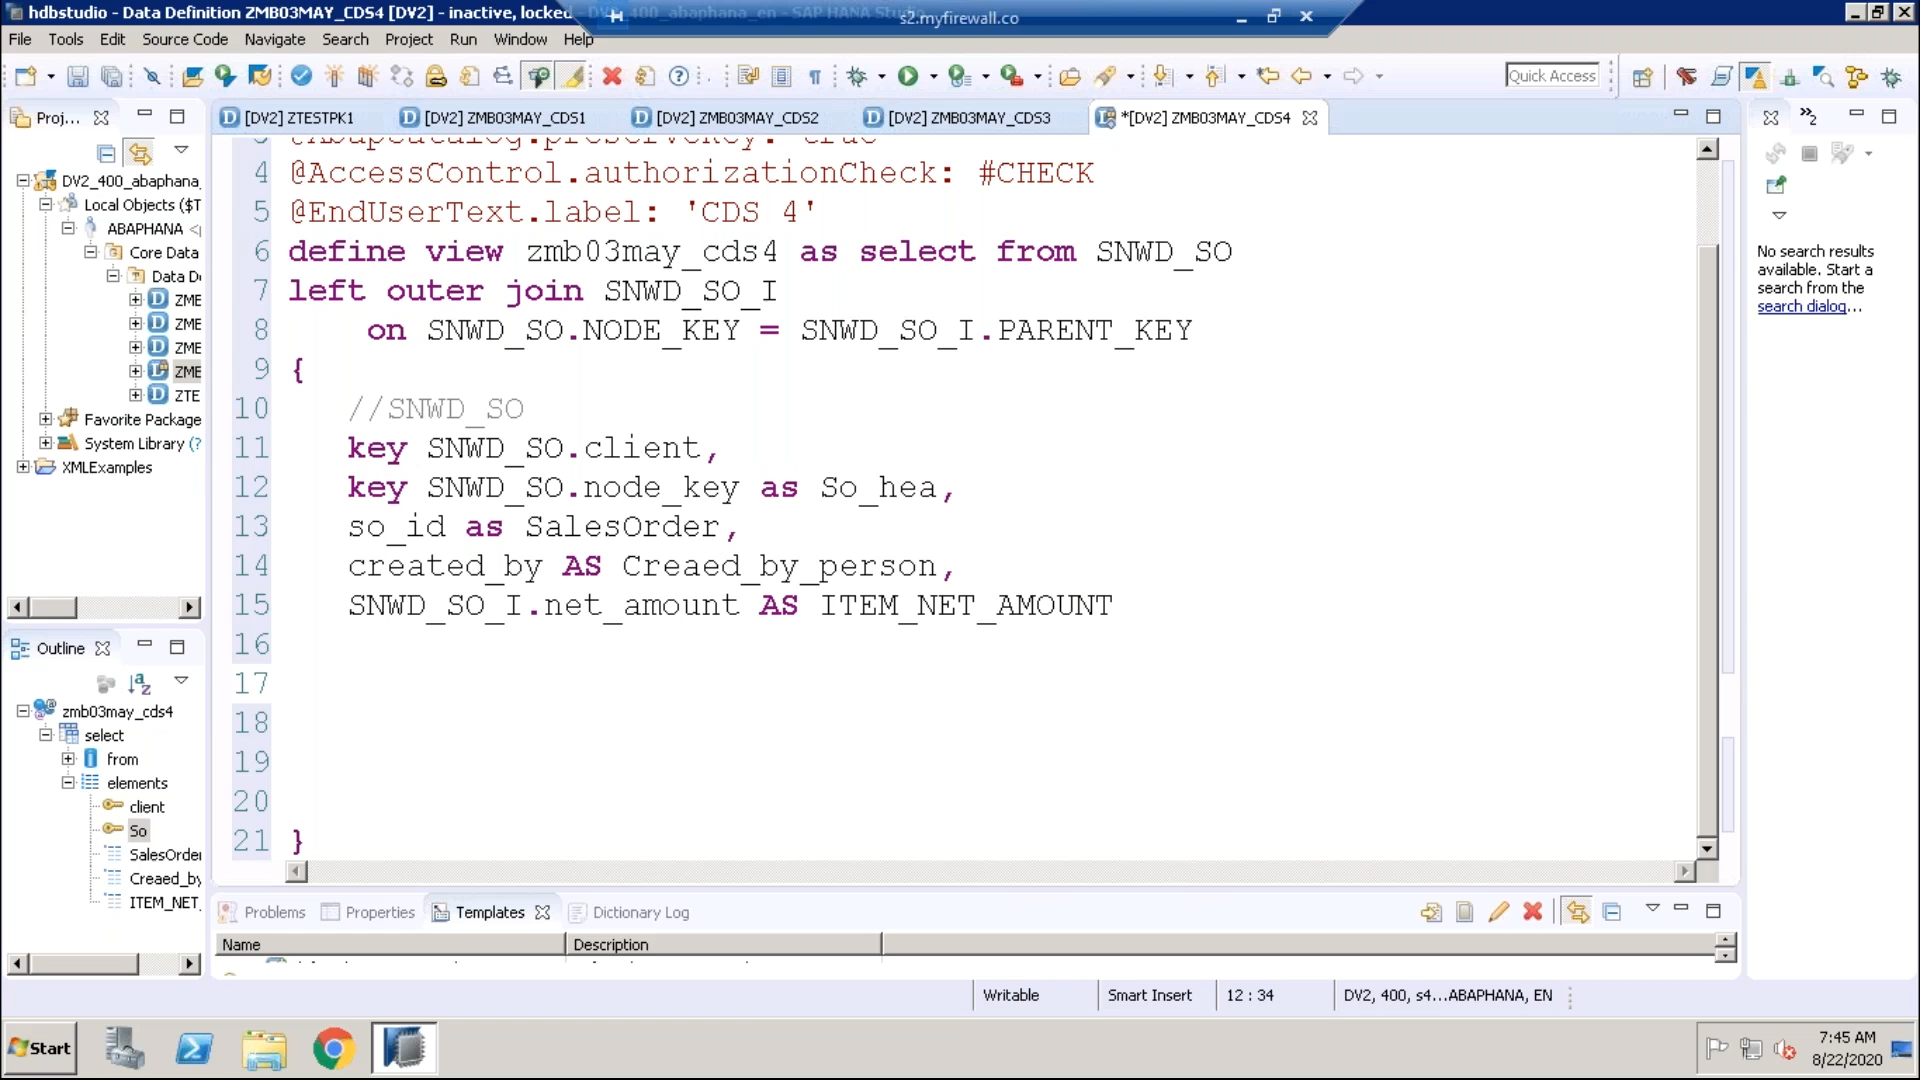 hdbstudio - Data Definition ZMB03MAY_CDS4 [DV2] - inactive, locked
s2.myfirewall.co
File Tools Edit Source Code Navigate Search Project Run Window Help
Quick Access
Proj...
[DV2] ZTESTPK1
[DV2] ZMB03MAY_CDS1
[DV2] ZMB03MAY_CDS2
[DV2] ZMB03MAY_CDS3
*[DV2] ZMB03MAY_CDS4
»2
DV2_400_abaphana_
Local Objects ($T
ABAPHANA <
Core Data
Data De
ZME
ZME
ZME
ZME
ZTE
Favorite Package
System Library (?
XMLExamples
4 @AccessControl.authorizationCheck: #CHECK
5 @EndUserText.label: 'CDS 4'
6 define view zmb03may_cds4 as select from SNWD_SO
7 left outer join SNWD_SO_I
8 on SNWD_SO.NODE_KEY = SNWD_SO_I.PARENT_KEY
9 {
10 //SNWD_SO
11 key SNWD_SO.client,
12 key SNWD_SO.node_key as So_hea,
13 so_id as SalesOrder,
14 created_by AS Creaed_by_person,
15 SNWD_SO_I.net_amount AS ITEM_NET_AMOUNT
16
17
18
19
20
21 }
No search results available. Start a search from the search dialog...
Outline
zmb03may_cds4
select
from
elements
client
So
SalesOrder
Creaed_by
ITEM_NET_
Problems
Properties
Templates
Dictionary Log
Name
Description
Writable
Smart Insert
12 : 34
DV2, 400, s4...ABAPHANA, EN
Start
7:45 AM
8/22/2020